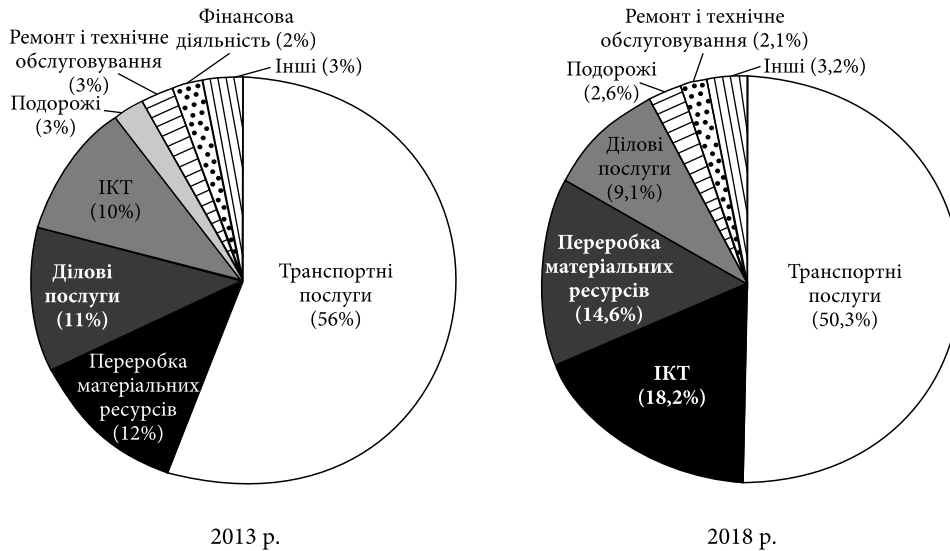 Фінансова
діяльність (2%)
Ремонт і технічне
обслуговування
(3%)
Інші (3%)
Подорожі
(3%)
ІКТ
(10%)
Ділові
послуги
(11%)
Переробка
матеріальних
ресурсів
(12%)
Транспортні
послуги
(56%)
2013 р.
Ремонт і технічне
обслуговування (2,1%)
Інші (3,2%)
Подорожі
(2,6%)
Ділові
послуги
(9,1%)
Переробка
матеріальних
ресурсів
(14,6%)
ІКТ
(18,2%)
Транспортні
послуги
(50,3%)
2018 р.